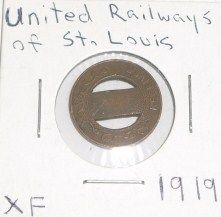 United Railways
of St. Louis
XF
1919